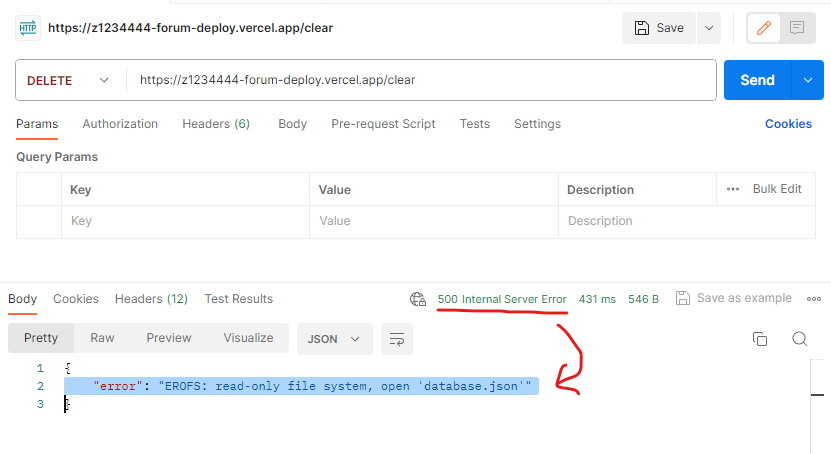 HTTP https://z1234444-forum-deploy.vercel.app/clear Save
DELETE https://z1234444-forum-deploy.vercel.app/clear Send
Params Authorization Headers (6) Body Pre-request Script Tests Settings Cookies
Query Params
Key Value Description ••• Bulk Edit
Key Value Description
Body Cookies Headers (12) Test Results 500 Internal Server Error 431 ms 546 B Save as example
Pretty Raw Preview Visualize JSON
1 {
2 "error": "EROFS: read-only file system, open 'database.json'"
3 }